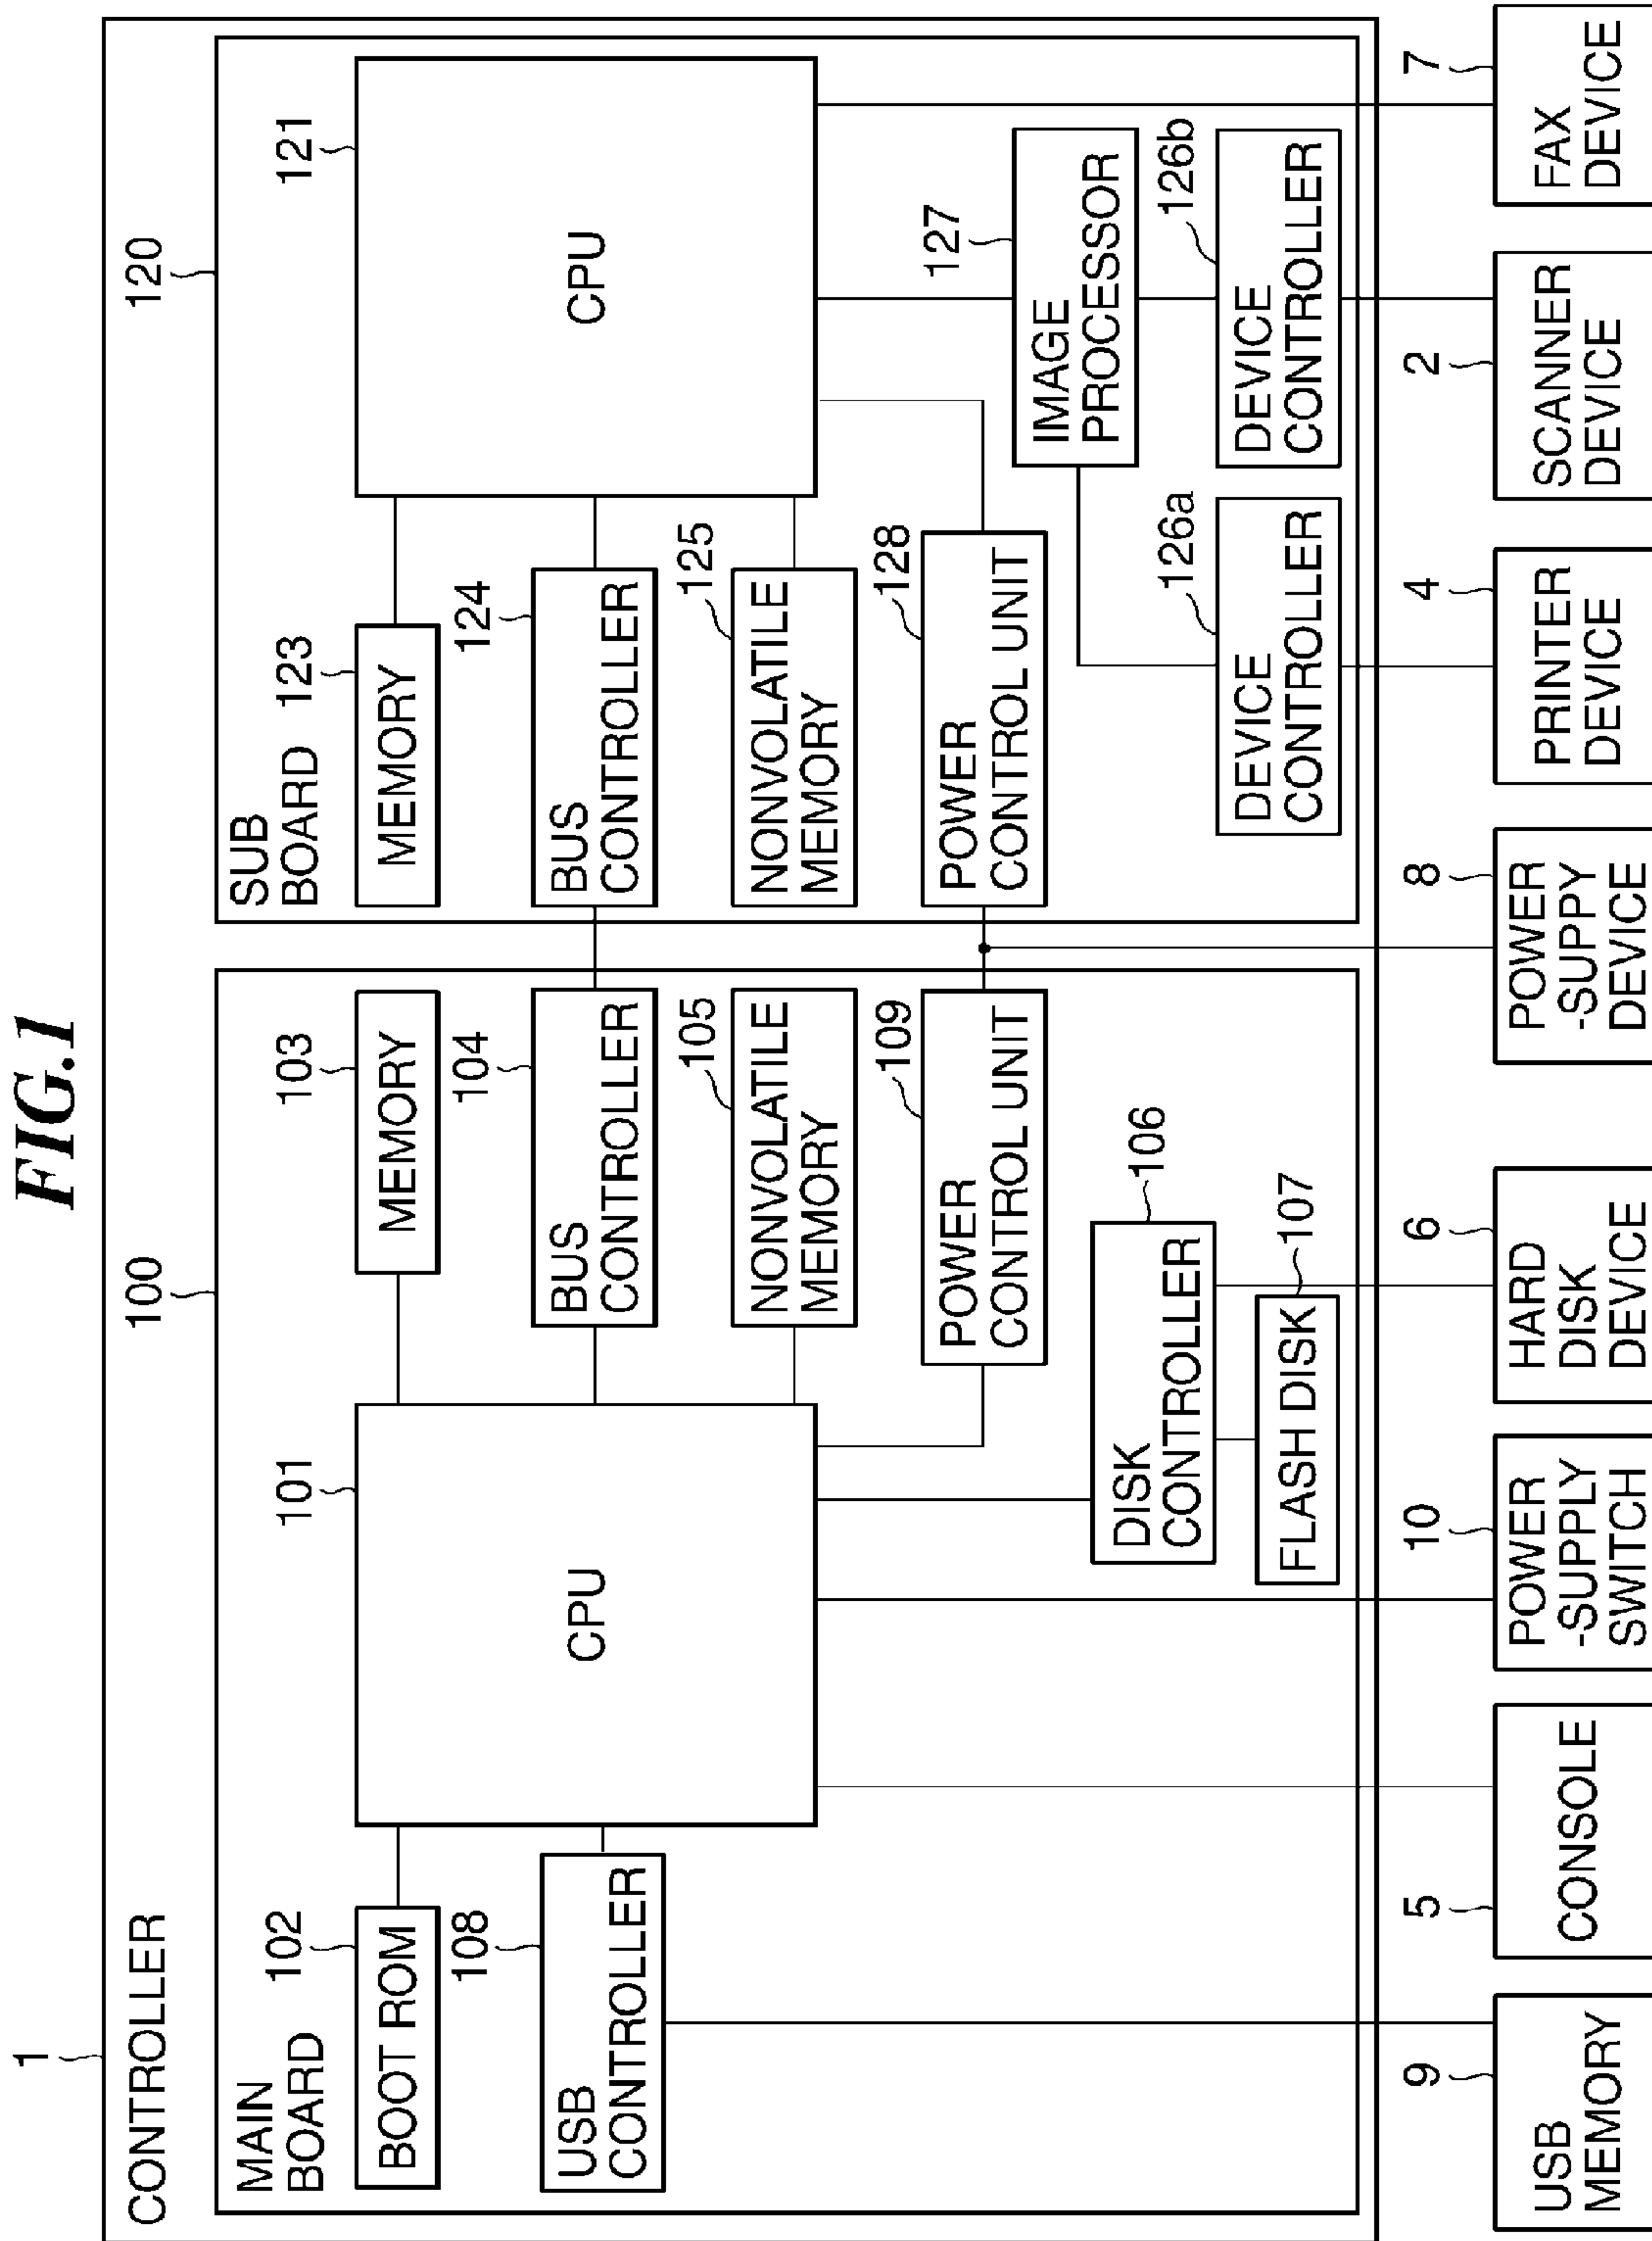 FIG.1
1
CONTROLLER
100
120
MAIN
BOARD
102
BOOT ROM
108
USB
CONTROLLER
101
CPU
103
MEMORY
104
BUS
CONTROLLER
105
NONVOLATILE
MEMORY
109
POWER
CONTROL UNIT
106
DISK
CONTROLLER
107
FLASH DISK
SUB
BOARD
123
MEMORY
124
BUS
CONTROLLER
125
NONVOLATILE
MEMORY
128
POWER
CONTROL UNIT
121
CPU
127
IMAGE
PROCESSOR
126a
DEVICE
CONTROLLER
126b
DEVICE
CONTROLLER
9
USB
MEMORY
5
CONSOLE
10
POWER
-SUPPLY
SWITCH
6
HARD
DISK
DEVICE
8
POWER
-SUPPY
DEVICE
4
PRINTER
DEVICE
2
SCANNER
DEVICE
7
FAX
DEVICE